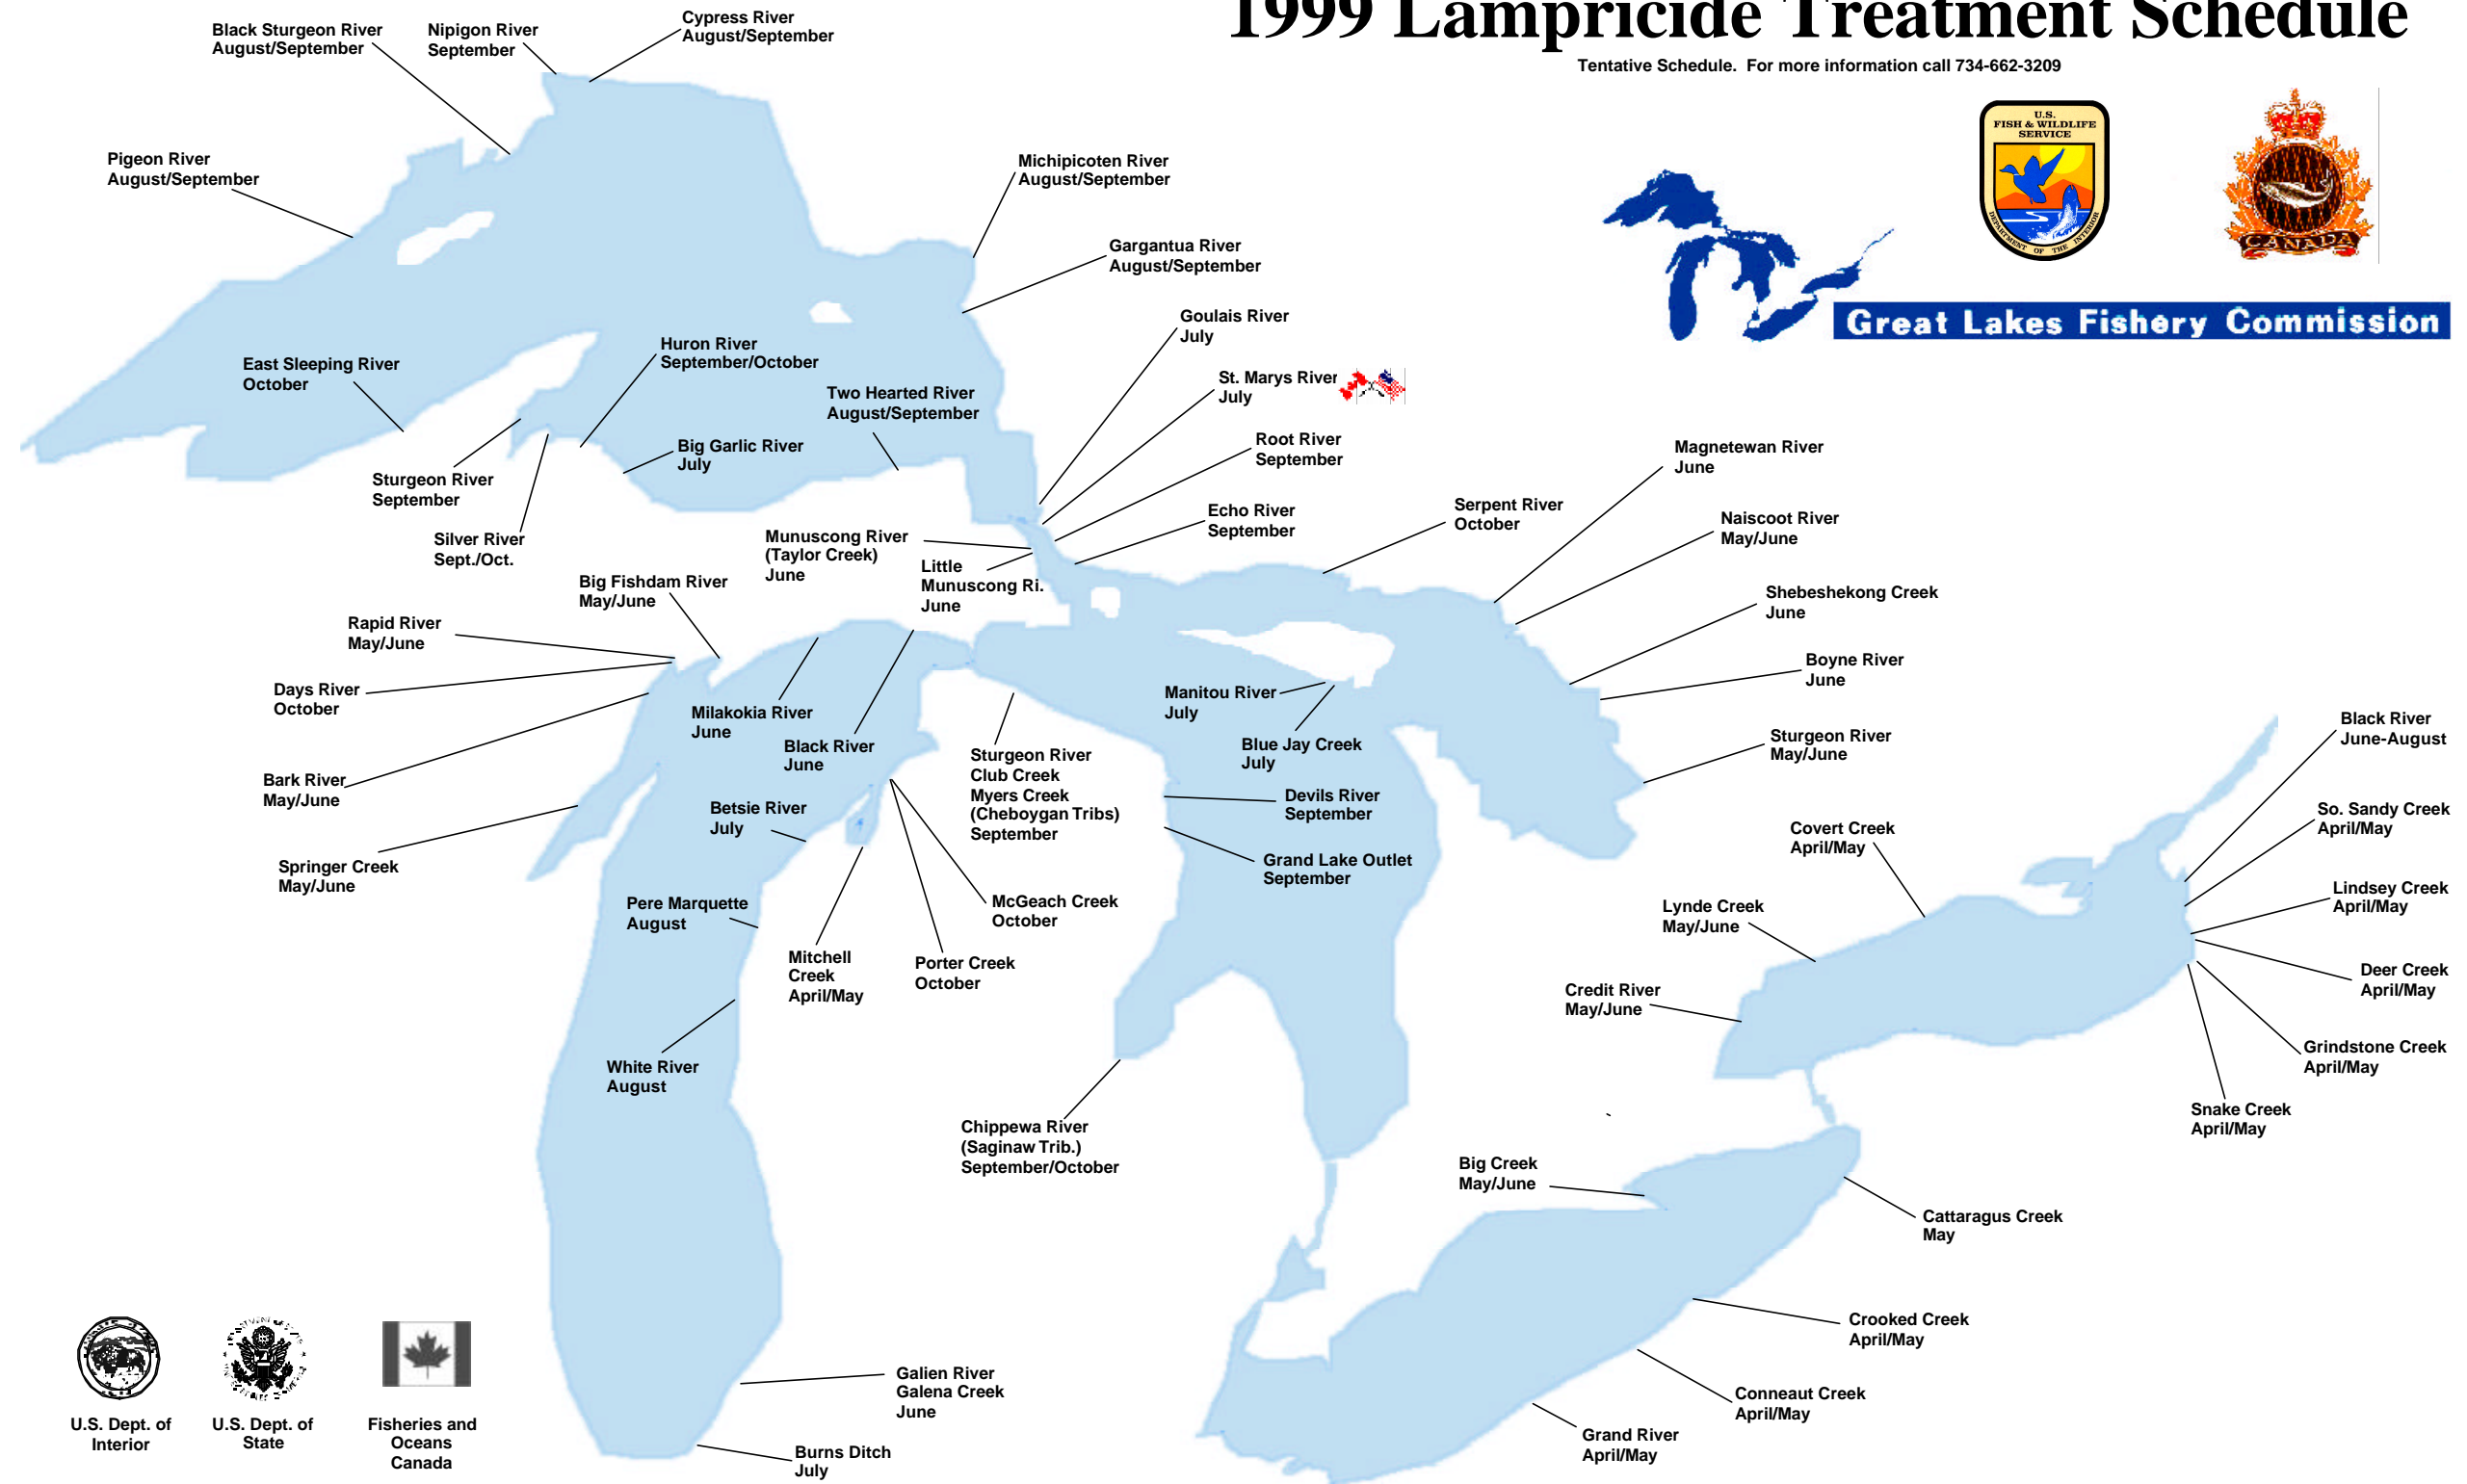 1999 Lampricide Treatment Schedule
Tentative Schedule.  For more information call 734-662-3209
U.S.
FISH & WILDLIFE
SERVICE
DEPARTMENT OF THE INTERIOR
CANADA
Great Lakes Fishery Commission
Black Sturgeon River
August/September
Nipigon River
September
Cypress River
August/September
Pigeon River
August/September
Michipicoten River
August/September
Gargantua River
August/September
Goulais River
July
St. Marys River
July
Root River
September
Echo River
September
Huron River
September/October
East Sleeping River
October
Two Hearted River
August/September
Big Garlic River
July
Sturgeon River
September
Silver River
Sept./Oct.
Munuscong River
(Taylor Creek)
June
Little
Munuscong Ri.
June
Serpent River
October
Magnetewan River
June
Naiscoot River
May/June
Shebeshekong Creek
June
Boyne River
June
Sturgeon River
May/June
Big Fishdam River
May/June
Rapid River
May/June
Days River
October
Bark River
May/June
Springer Creek
May/June
Milakokia River
June
Black River
June
Betsie River
July
Pere Marquette
August
White River
August
Mitchell
Creek
April/May
Porter Creek
October
McGeach Creek
October
Sturgeon River
Club Creek
Myers Creek
(Cheboygan Tribs)
September
Manitou River
July
Blue Jay Creek
July
Devils River
September
Grand Lake Outlet
September
Chippewa River
(Saginaw Trib.)
September/October
Black River
June-August
So. Sandy Creek
April/May
Lindsey Creek
April/May
Deer Creek
April/May
Grindstone Creek
April/May
Snake Creek
April/May
Covert Creek
April/May
Lynde Creek
May/June
Credit River
May/June
Big Creek
May/June
Cattaragus Creek
May
Crooked Creek
April/May
Conneaut Creek
April/May
Grand River
April/May
Galien River
Galena Creek
June
Burns Ditch
July
U.S. Dept. of
Interior
U.S. Dept. of
State
Fisheries and
Oceans
Canada